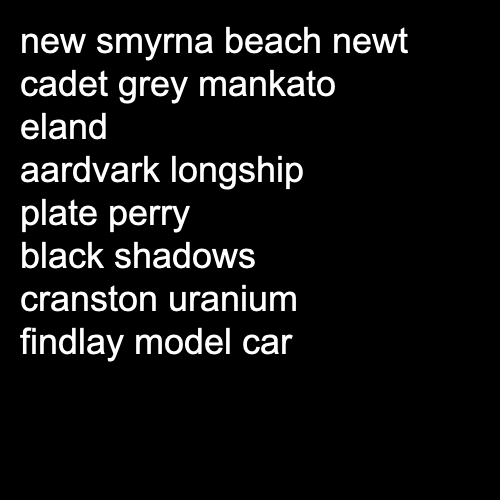 new smyrna beach newt
cadet grey mankato
eland
aardvark longship
plate perry
black shadows
cranston uranium
findlay model car